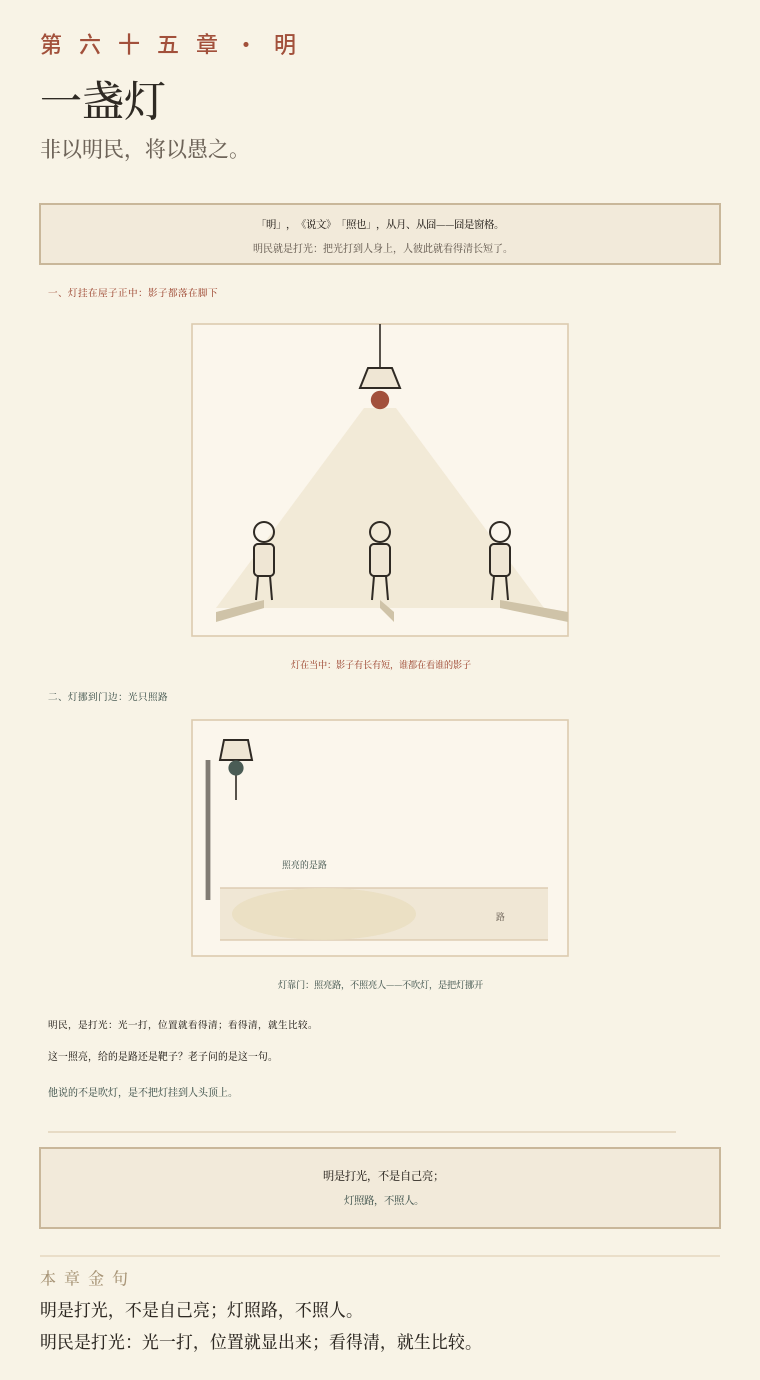 第六十五章·明
一盏灯
非以明民，将以愚之。
「明」，《说文》「照也」，从月、从囧——囧是窗格。
明民就是打光：把光打到人身上，人彼此就看得清长短了。
一、灯挂在屋子正中：影子都落在脚下
灯在当中：影子有长有短，谁都在看谁的影子
二、灯挪到门边：光只照路
照亮的是路
路
灯靠门：照亮路，不照亮人——不吹灯，是把灯挪开
明民，是打光：光一打，位置就看得清；看得清，就生比较。
这一照亮，给的是路还是靶子？老子问的是这一句。
他说的不是吹灯，是不把灯挂到人头顶上。
明是打光，不是自己亮；
灯照路，不照人。
本章金句
明是打光，不是自己亮；灯照路，不照人。
明民是打光：光一打，位置就显出来；看得清，就生比较。